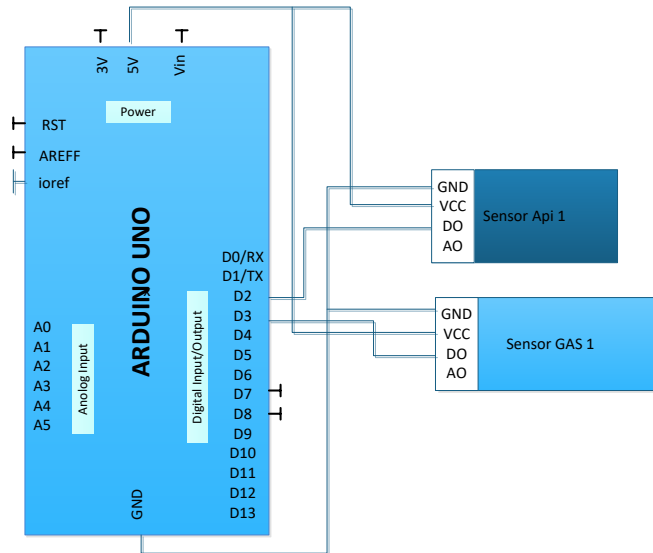 3V
5V
Vin
Power
RST
AREFF
ioref
ARDUINO UNO
D0/RX
D1/TX
D2
D3
D4
D5
D6
D7
D8
D9
D10
D11
D12
D13
Digital Input/Output
A0
A1
A2
A3
A4
A5
Anolog Input
GND
GND
VCC
DO
AO
Sensor Api 1
GND
VCC
DO
AO
Sensor GAS 1